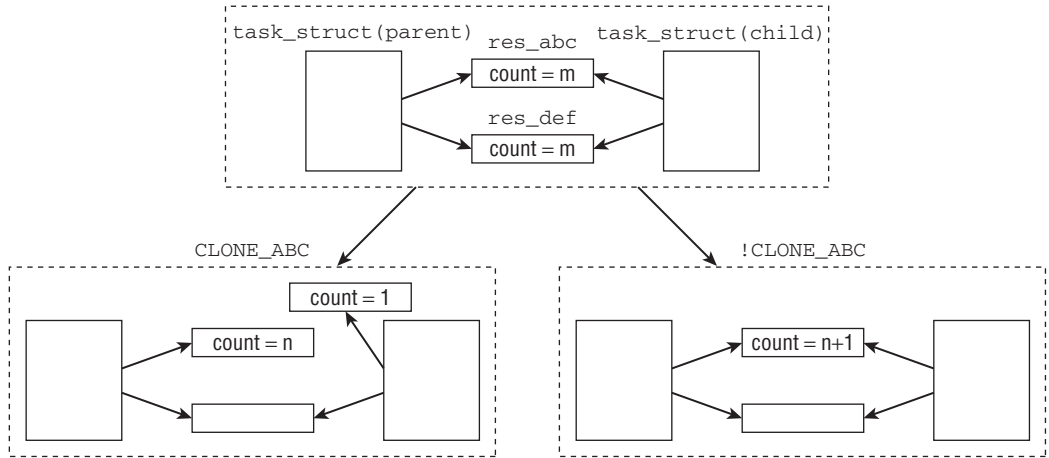 task_struct(parent) res_abc task_struct(child)
count = m
res_def
count = m
CLONE_ABC !CLONE_ABC
count = 1
count = n count = n+1